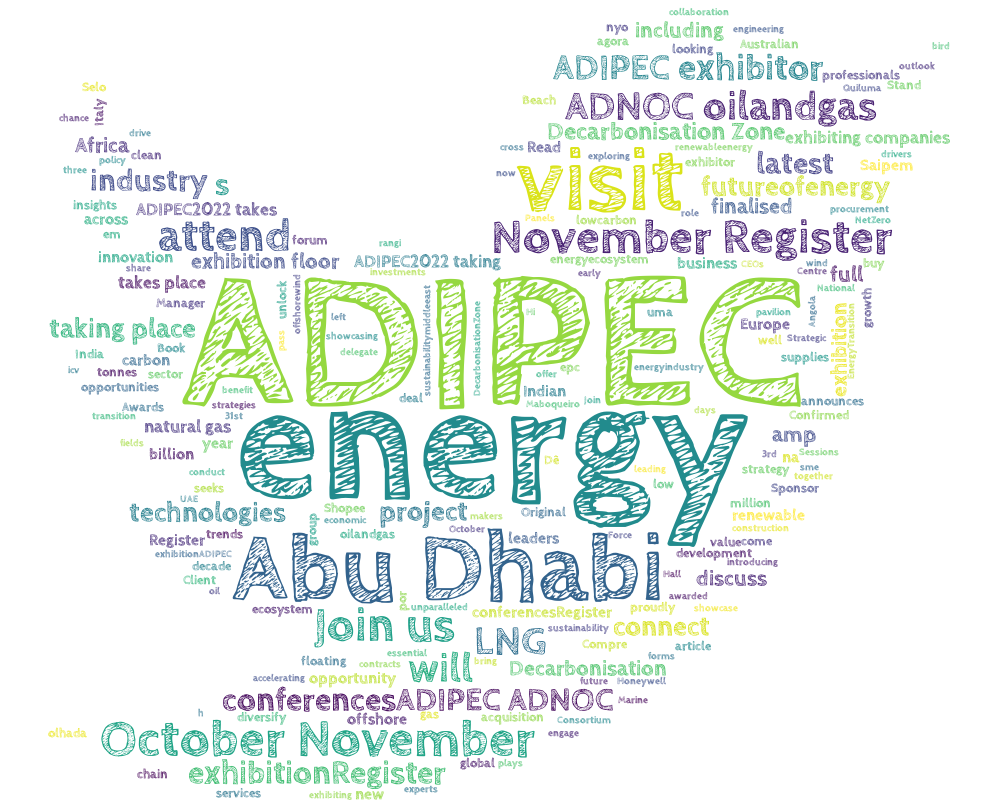 collaboration
nyo including engineering
agora looking Australian bird
ADIPEC exhibitor professionals outlook
Selo Quiluma Stand
Beach ADNOC oilandgas
chance Italy
drive Decarbonisation Zone exhibiting companies
Africa clean cross Read renewableenergy
policy exploring exhibitor latest drivers
three now visit Saipem
industry s futureofenergy
insights role finalised
ADIPEC2022 takes lowcarbon procurement
across Panels NetZero
em attend forum November Register
rangi
innovation exhibition floor ADIPEC2022 taking energyecosystem business CEOs wind buy
share investments early Centre full
takes place unlock offshorewind National
Manager ADIPEC growth
left sustainabilitymiddleeast DecarbonisationZone Hi uma pavilion Angola
taking place pass showcasing Europe Strategic exhibition EnergyTransition
Book well
India delegate supplies
icv carbon epc
tonnes sector offer energyindustry
opportunities benefit Indian
deal Maboqueiro join announces
Awards strategies days Confirmed
transition 31st
natural gas energy amp
fields year
billion Dê 3rd na Sessions
leading strategy sme
conduct low together
seeks Sponsor
UAE
technologies Shopee project makers Original million
economic renewable
group October construction
Register trends oilandgas leaders Force value come
exhibitionADIPEC development
decade Abu Dhabi introducing
Client Hall discuss
oil por awarded
ecosystem unparalleled conferencesRegister proudly showcase
Join us sustainability connect
LNG Compre article
essential
floating contracts will bring forms
accelerating opportunity Decarbonisation
future Honeywell
conferencesADIPEC ADNOC Marine
h diversify offshore gas acquisition Consortium
olhada engage
October November
global plays
chain exhibitionRegister
experts
services exhibiting new